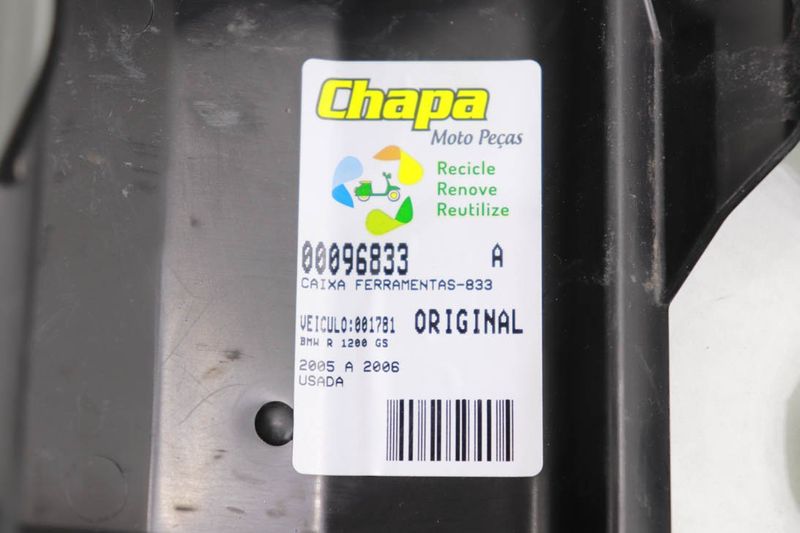 Chapa
Moto Peças
Recicle
Renove
Reutilize
00096833 A
CAIXA FERRAMENTAS-833
VEICULO:001781 ORIGINAL
BMW R 1200 GS
2005 A 2006
USADA